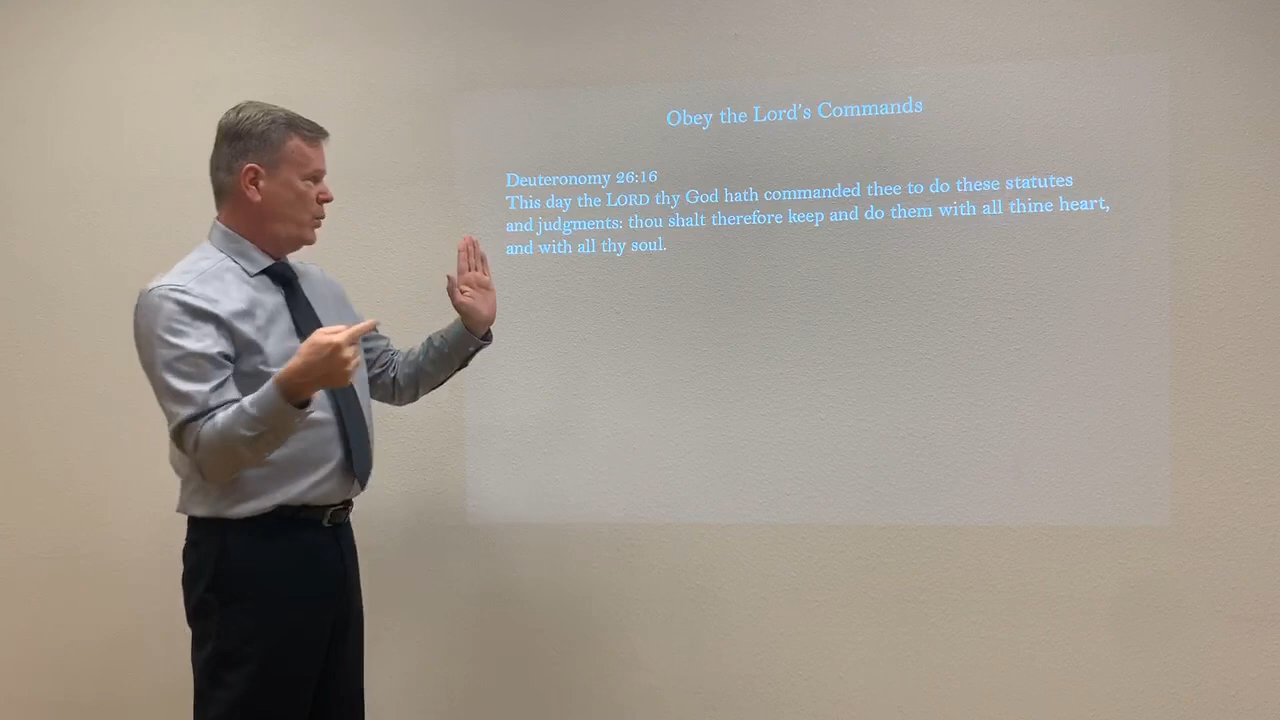 Obey the Lord's Commands
Deuteronomy 26:16
This day the LORD thy God hath commanded thee to do these statutes
and judgments: thou shalt therefore keep and do them with all thine heart,
and with all thy soul.